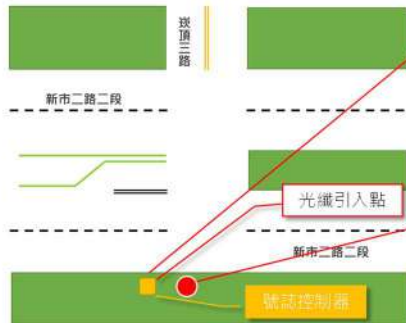 崁頂三路
新市二路二段
光纖引入點
新市二路二段
號誌控制器